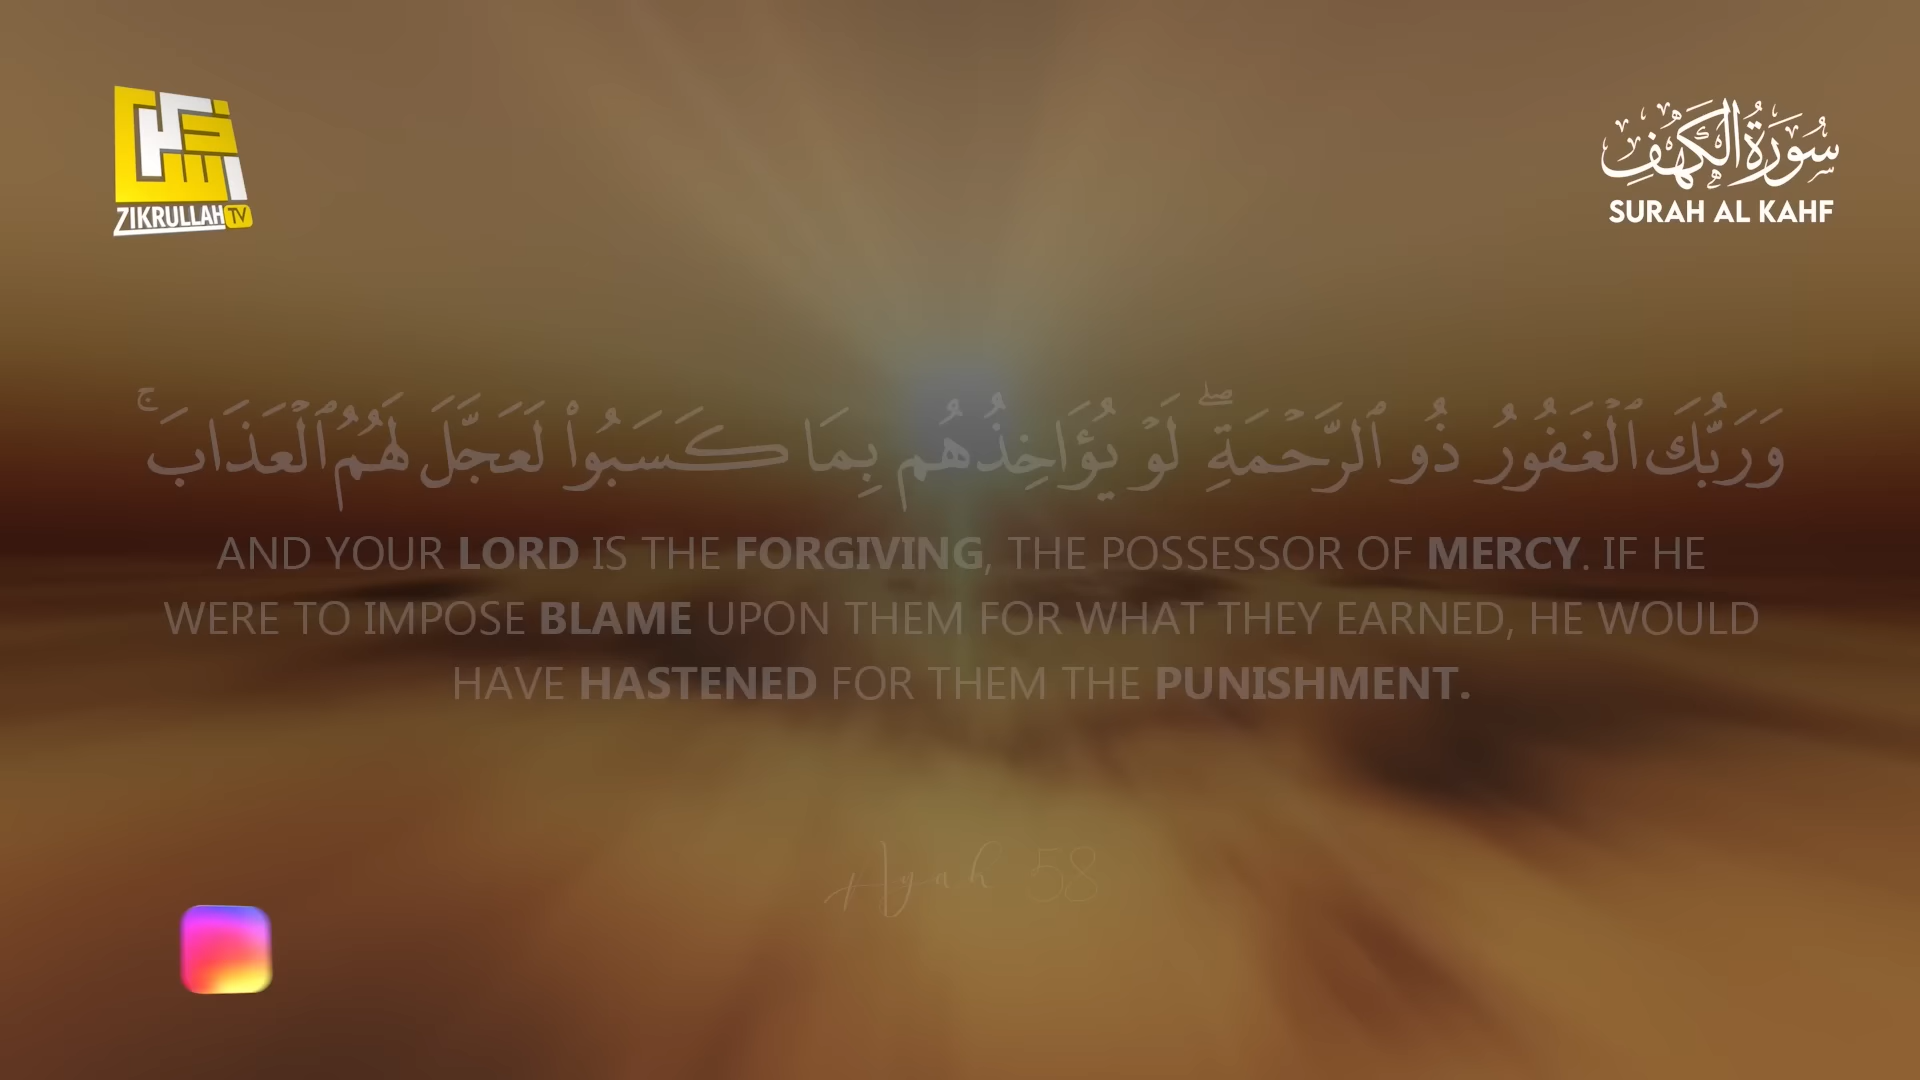 ZIKRULLAH TV
سُورَةُ الْكَهْفِ
SURAH AL KAHF
وَرَبُّكَ ٱلْغَفُورُ ذُو ٱلرَّحْمَةِ ۖ لَوْ يُؤَاخِذُهُم بِمَا كَسَبُوا۟ لَعَجَّلَ لَهُمُ ٱلْعَذَابَ ۚ
AND YOUR LORD IS THE FORGIVING, THE POSSESSOR OF MERCY. IF HE
WERE TO IMPOSE BLAME UPON THEM FOR WHAT THEY EARNED, HE WOULD
HAVE HASTENED FOR THEM THE PUNISHMENT.
Ayah 58